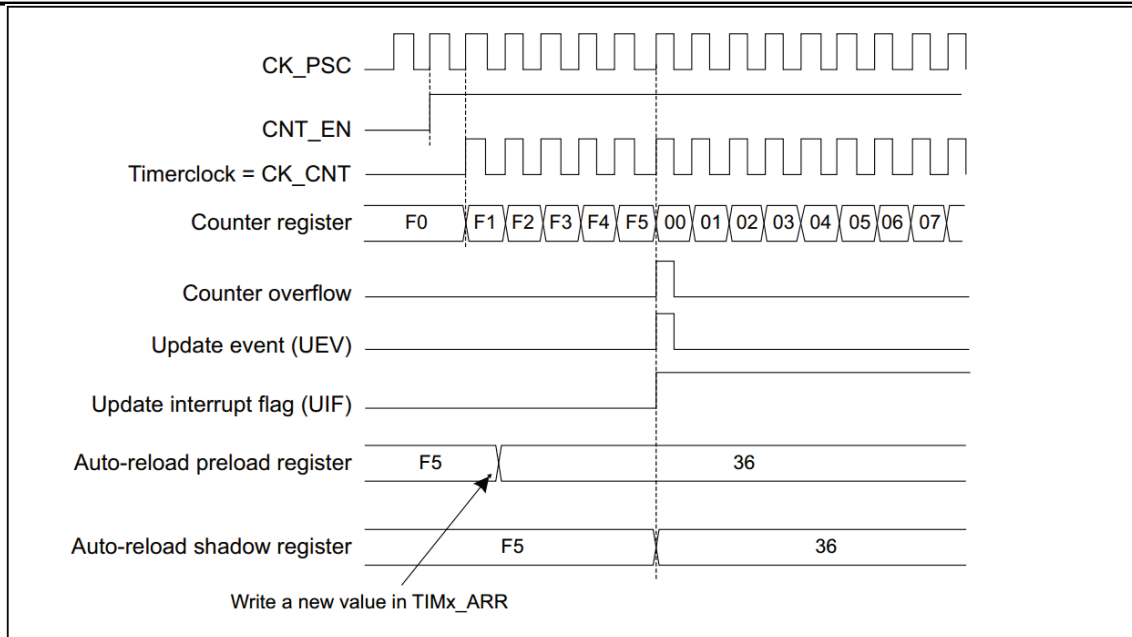 CK_PSC
CNT_EN
Timerclock = CK_CNT
Counter register F0 F1 F2 F3 F4 F5 00 01 02 03 04 05 06 07
Counter overflow
Update event (UEV)
Update interrupt flag (UIF)
Auto-reload preload register F5 36
Auto-reload shadow register F5 36
Write a new value in TIMx_ARR